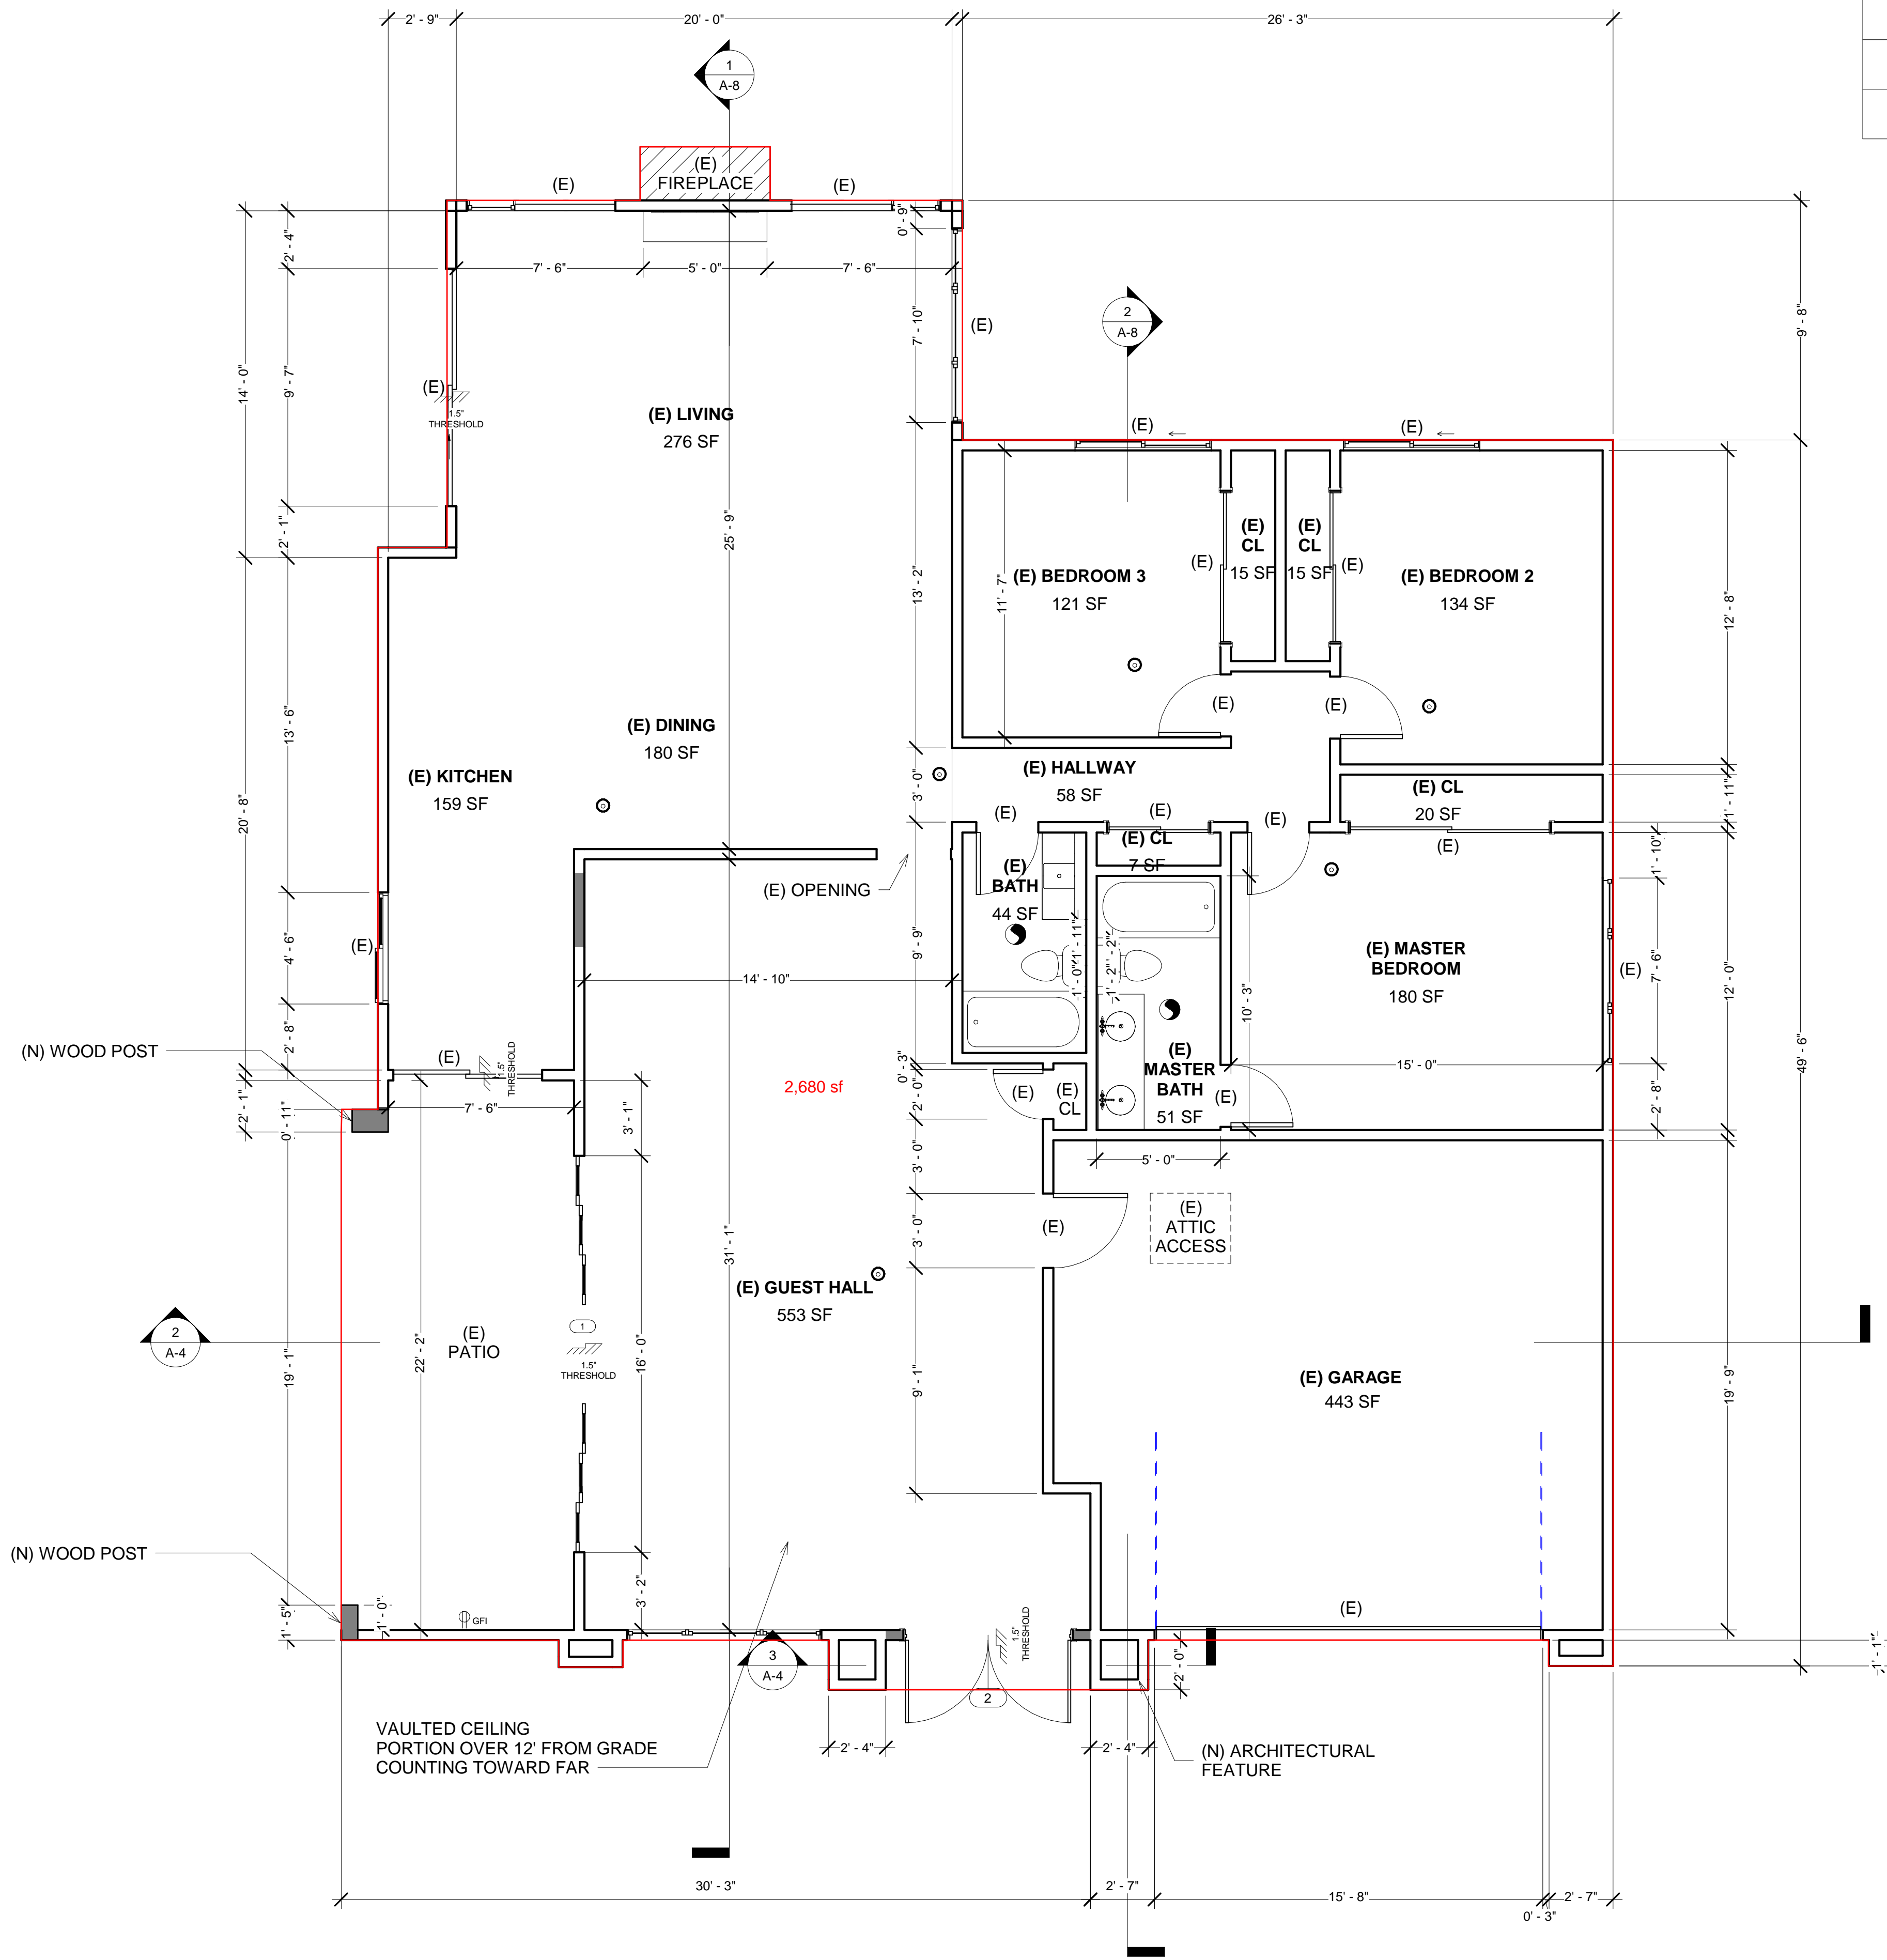 2' - 9"
20' - 0"
26' - 3"
1
A-8
(E)
FIREPLACE
(E)
(E)
0' - 9"
2' - 4"
7' - 6"
5' - 0"
7' - 6"
7' - 10"
(E)
2
A-8
9' - 8"
14' - 0"
9' - 7"
(E)
1.5"
THRESHOLD
(E) LIVING
276 SF
(E)
(E)
2' - 1"
25' - 9"
13' - 2"
11' - 7"
(E) BEDROOM 3
121 SF
(E)
(E)
CL
15 SF
(E)
CL
15 SF
(E)
(E) BEDROOM 2
134 SF
12' - 8"
13' - 6"
20' - 8"
(E) DINING
180 SF
(E) KITCHEN
159 SF
(E)
(E)
3' - 0"
(E) HALLWAY
58 SF
(E) CL
20 SF
1' - 11"
(E)
(E)
(E)
(E)
(E) CL
7 SF
1' - 10"
(E) OPENING
(E)
BATH
44 SF
1' - 11"
1' - 0"
1' - 2"
1' - 2"
4' - 6"
(E)
9' - 9"
14' - 10"
10' - 3"
(E) MASTER
BEDROOM
180 SF
(E)
7' - 6"
12' - 0"
49' - 6"
(N) WOOD POST
2' - 8"
(E)
1.5"
THRESHOLD
7' - 6"
2' - 1"
0' - 11"
3' - 1"
2,680 sf
0' - 3"
2' - 0"
(E)
(E)
CL
(E)
MASTER
BATH
51 SF
(E)
15' - 0"
2' - 8"
3' - 0"
5' - 0"
3' - 0"
(E)
(E)
ATTIC
ACCESS
31' - 1"
(E) GUEST HALL
553 SF
2
A-4
(E)
PATIO
1
1.5"
THRESHOLD
19' - 1"
22' - 2"
16' - 0"
9' - 1"
(E) GARAGE
443 SF
19' - 9"
(N) WOOD POST
1' - 5"
1' - 0"
GFI
3' - 2"
3
A-4
1.5"
THRESHOLD
(E)
2' - 0"
1' - 1"
2
VAULTED CEILING
PORTION OVER 12' FROM GRADE
COUNTING TOWARD FAR
2' - 4"
2' - 4"
(N) ARCHITECTURAL
FEATURE
30' - 3"
2' - 7"
15' - 8"
0' - 3"
2' - 7"